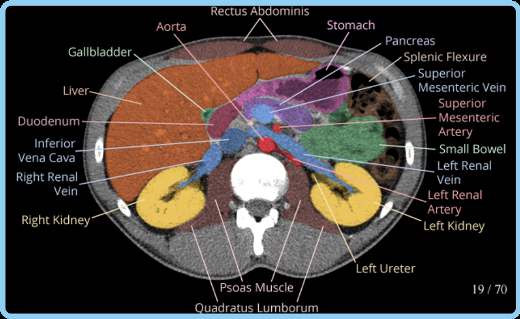 Rectus Abdominis
Aorta
Stomach
Gallbladder
Pancreas
Splenic Flexure
Liver
Superior
Mesenteric Vein
Duodenum
Superior
Mesenteric
Artery
Inferior
Vena Cava
Small Bowel
Right Renal
Vein
Left Renal
Vein
Left Renal
Artery
Right Kidney
Left Kidney
Left Ureter
Psoas Muscle
19 / 70
Quadratus Lumborum